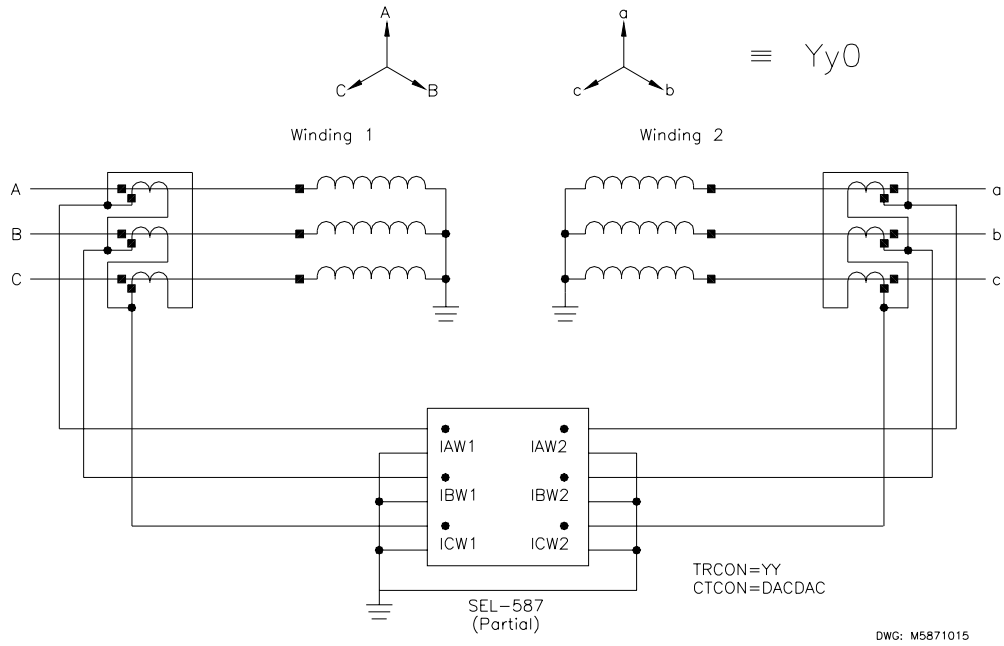 A
a
≡ Yy0
C
B
c
b
Winding 1
Winding 2
A
a
B
b
C
c
IAW1
IAW2
IBW1
IBW2
ICW1
ICW2
TRCON=YY
CTCON=DACDAC
SEL-587
(Partial)
DWG: M5871015